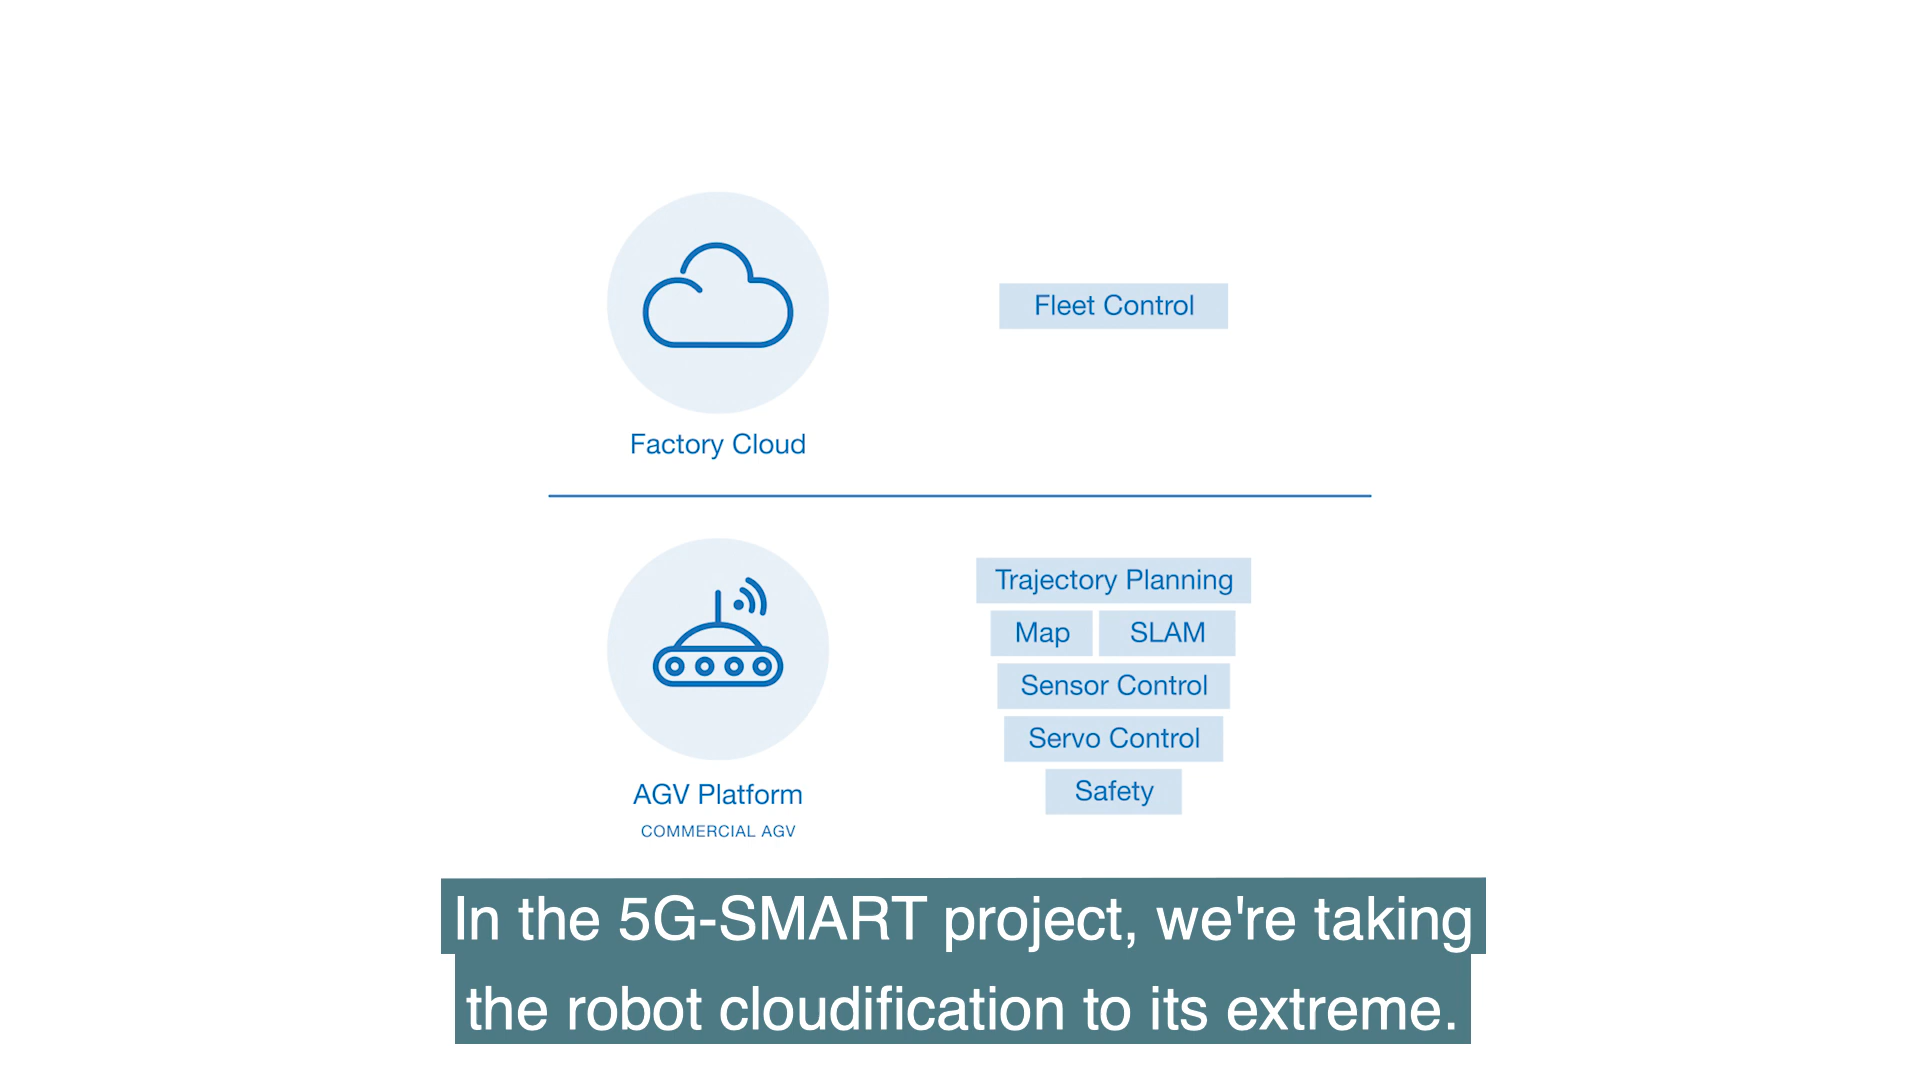 Fleet Control
Factory Cloud
Trajectory Planning
Map SLAM
Sensor Control
Servo Control
Safety
AGV Platform
COMMERCIAL AGV
In the 5G-SMART project, we're taking
the robot cloudification to its extreme.